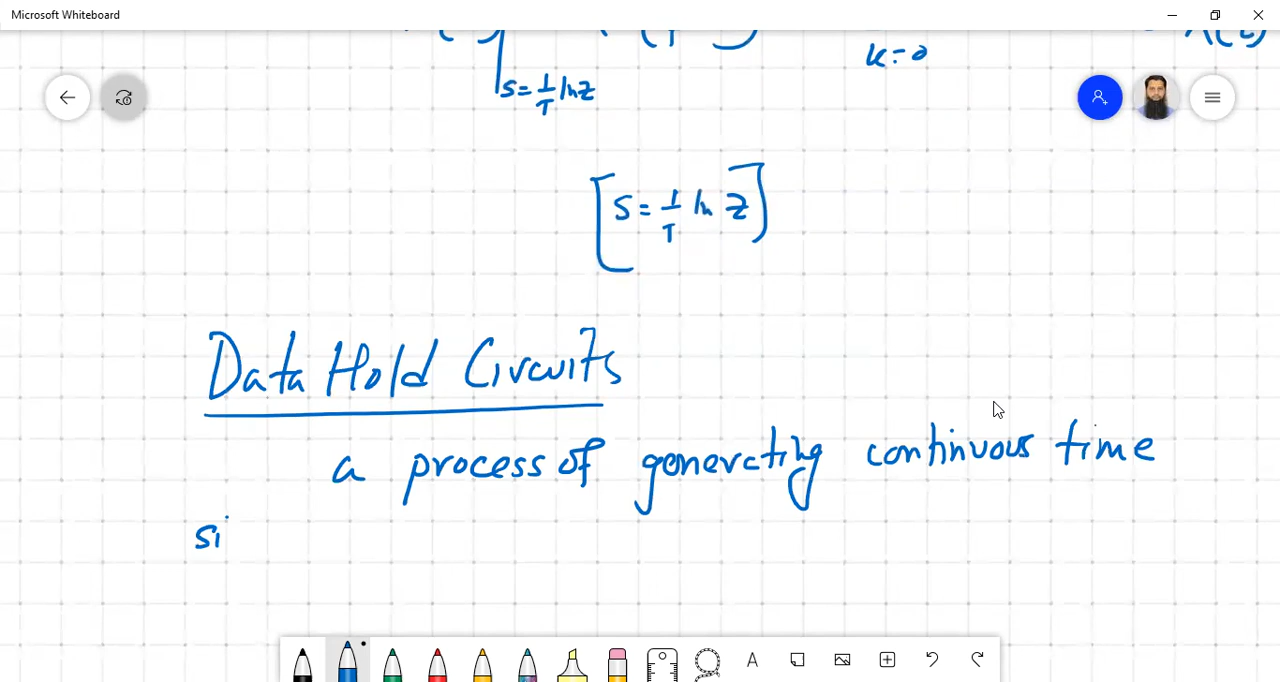 Microsoft Whiteboard
k=0
s=1/T ln z
[s=1/T ln z]
Data Hold Circuits
a process of generating continuous time
si
A